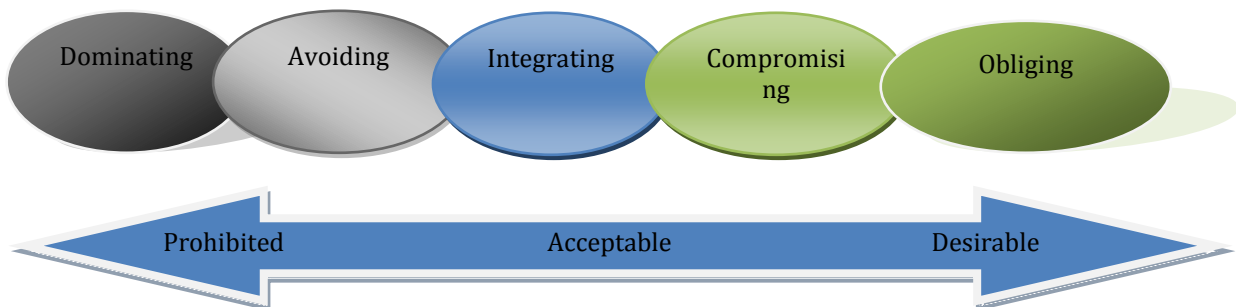 Dominating
Avoiding
Integrating
Compromisi
ng
Obliging
Prohibited
Acceptable
Desirable